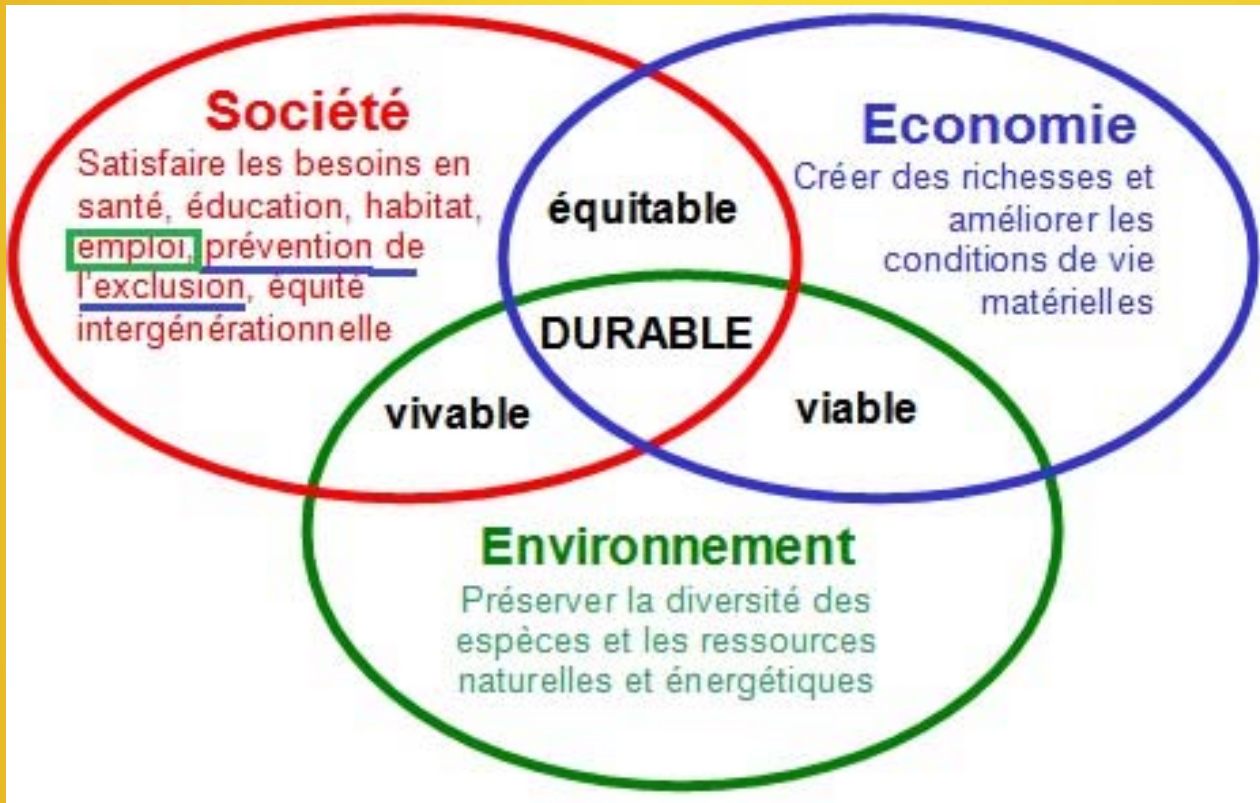 Société
Satisfaire les besoins en
santé, éducation, habitat,
emploi, prévention de
l'exclusion, équité
intergénérationnelle
Economie
Créer des richesses et
améliorer les
conditions de vie
matérielles
équitable
DURABLE
vivable
viable
Environnement
Préserver la diversité des
espèces et les ressources
naturelles et énergétiques